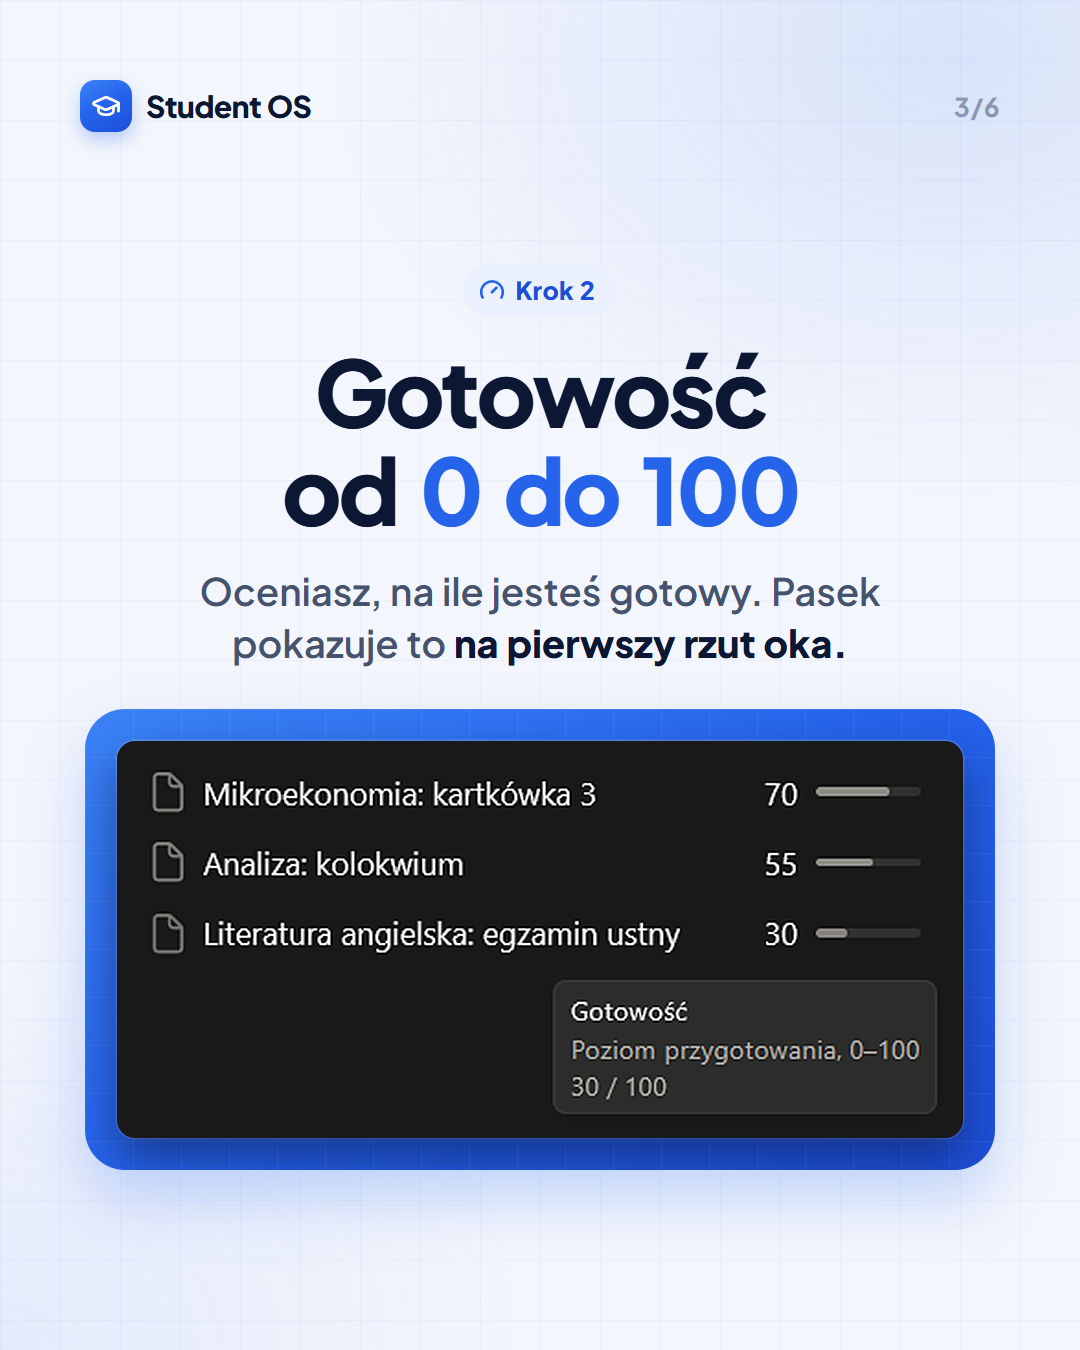 Student OS
3/6
Krok 2
Gotowość
od 0 do 100
Oceniasz, na ile jesteś gotowy. Pasek
pokazuje to na pierwszy rzut oka.
Mikroekonomia: kartkówka 3 70
Analiza: kolokwium 55
Literatura angielska: egzamin ustny 30
Gotowość
Poziom przygotowania, 0–100
30 / 100